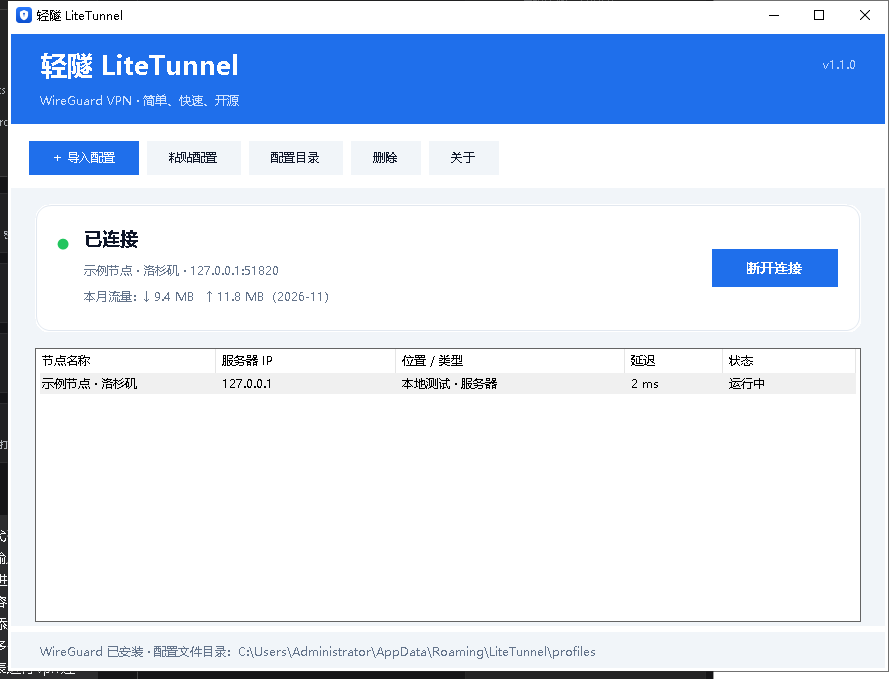 轻隧 LiteTunnel
轻隧 LiteTunnel
v1.1.0
WireGuard VPN · 简单、快速、开源
+ 导入配置 粘贴配置 配置目录 删除 关于
已连接
示例节点 · 洛杉矶 · 127.0.0.1:51820
断开连接
本月流量: ↓ 9.4 MB ↑ 11.8 MB (2026-11)
节点名称 服务器 IP 位置 / 类型 延迟 状态
示例节点 · 洛杉矶 127.0.0.1 本地测试 · 服务器 2 ms 运行中
WireGuard 已安装 · 配置文件目录: C:\Users\Administrator\AppData\Roaming\LiteTunnel\profiles